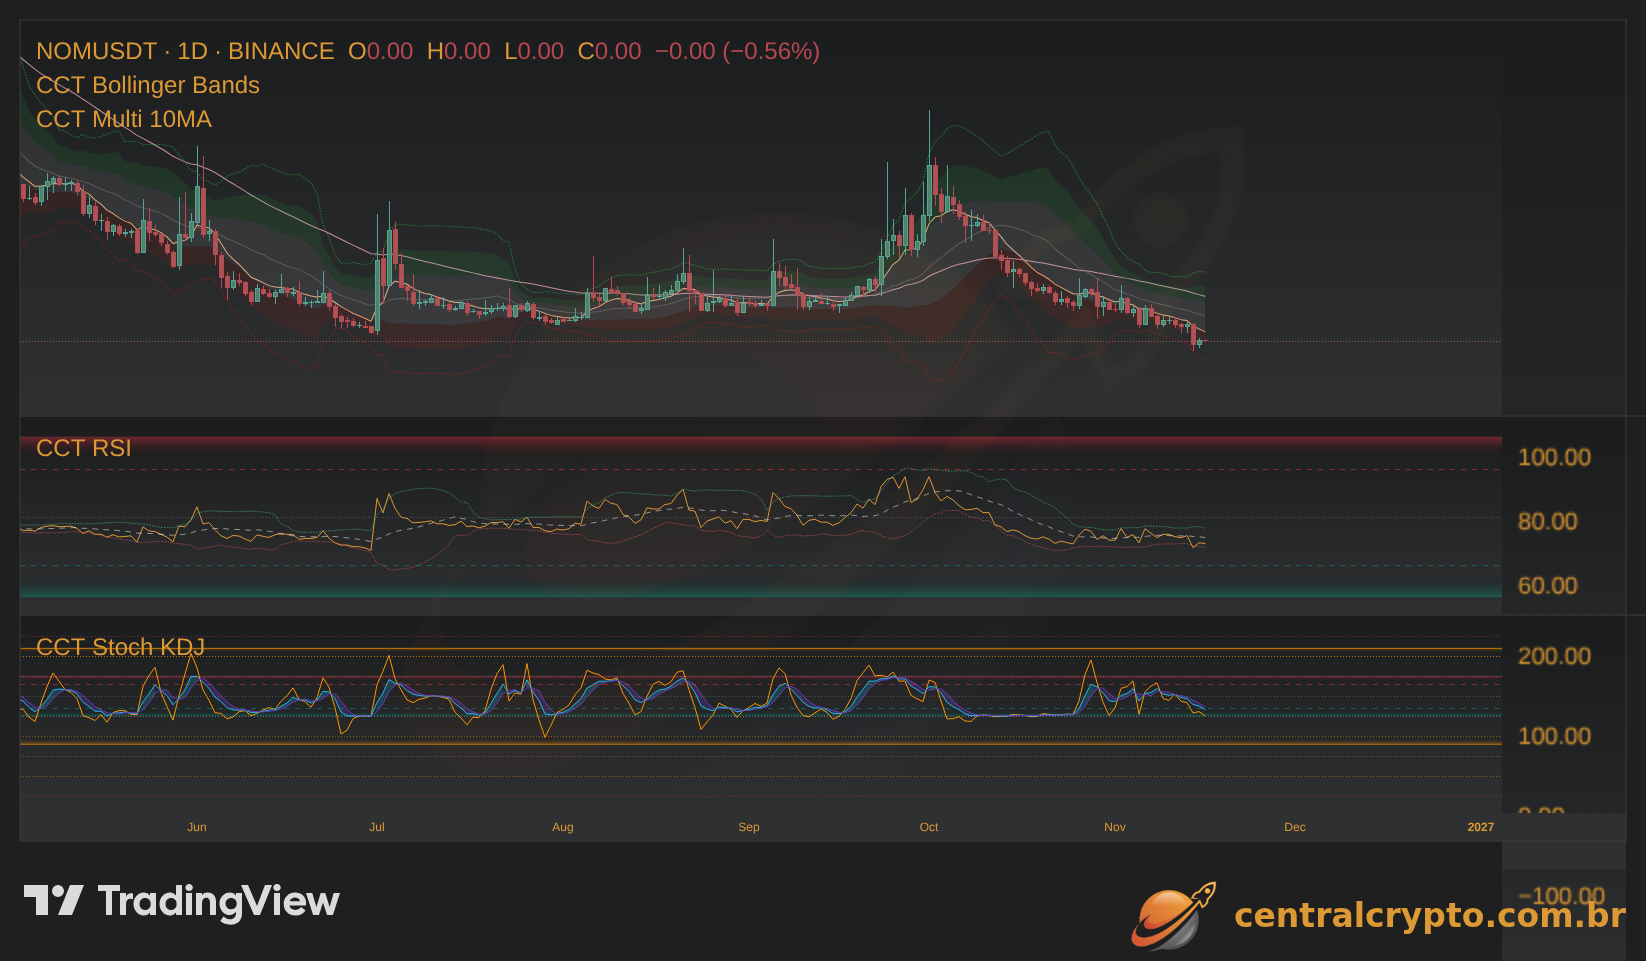 NOMUSDT · 1D · BINANCE O0.00 H0.00 L0.00 C0.00 −0.00 (−0.56%)
CCT Bollinger Bands
CCT Multi 10MA
CCT RSI
100.00
80.00
60.00
CCT Stoch KDJ
200.00
100.00
0.00
Jun Jul Aug Sep Oct Nov Dec 2027
−100.00
TradingView
centralcrypto.com.br